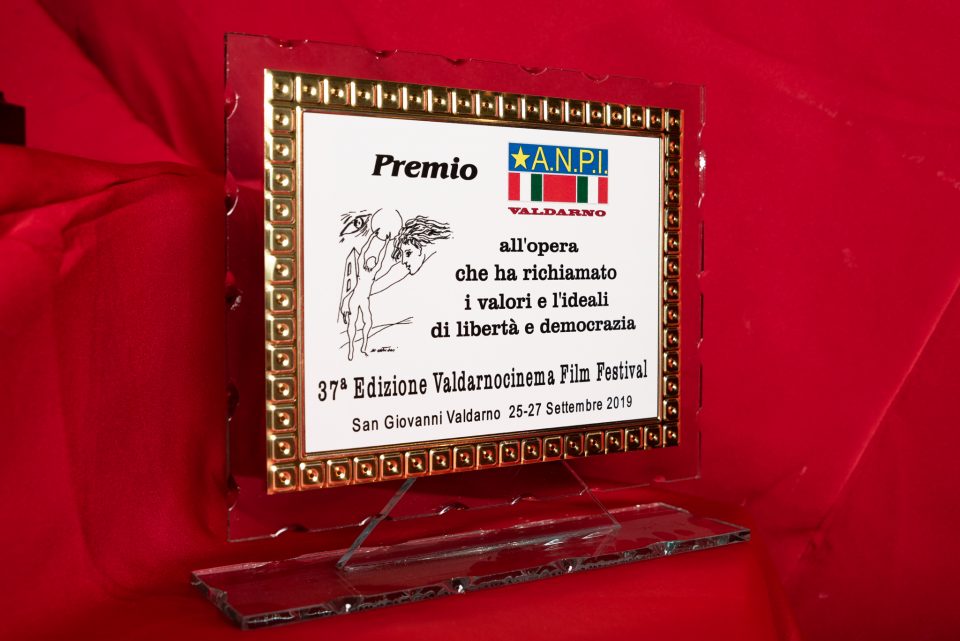 Premio
A.N.P.I.
VALDARNO
all'opera
che ha richiamato
i valori e l'ideali
di libertà e democrazia
37ª Edizione Valdarnocinema Film Festival
San Giovanni Valdarno 25-27 Settembre 2019